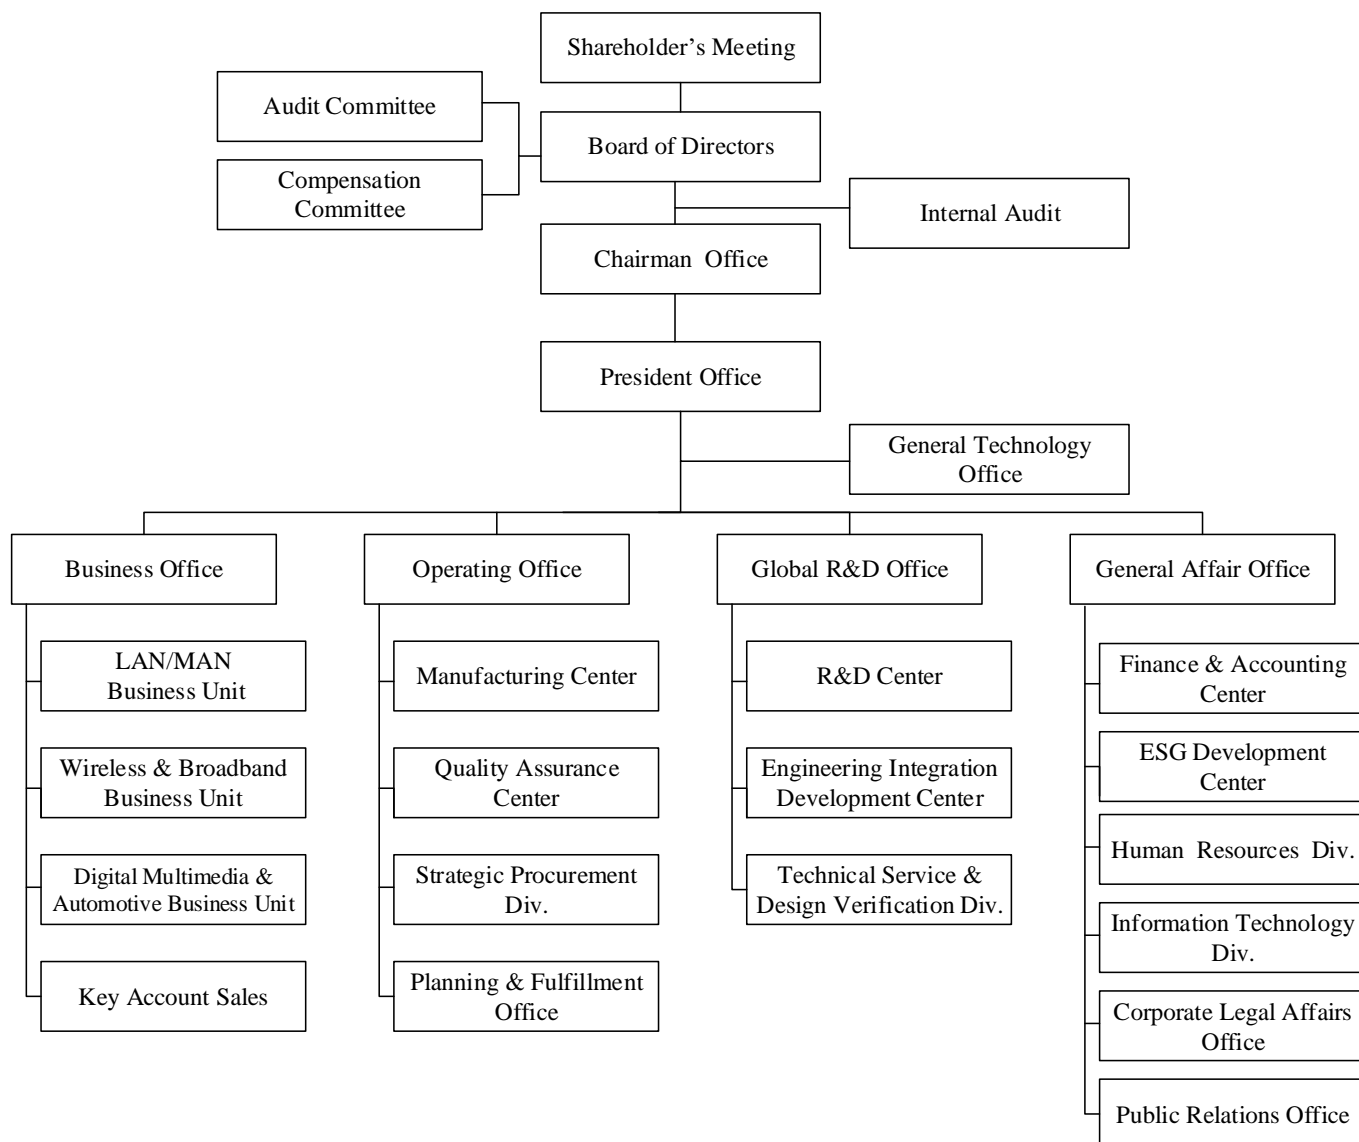 Shareholder’s Meeting
Audit Committee
Board of Directors
Compensation
Committee
Internal Audit
Chairman Office
President Office
General Technology
Office
Business Office
Operating Office
Global R&D Office
General Affair Office
LAN/MAN
Business Unit
Wireless & Broadband
Business Unit
Digital Multimedia &
Automotive Business Unit
Key Account Sales
Manufacturing Center
Quality Assurance
Center
Strategic Procurement
Div.
Planning & Fulfillment
Office
R&D Center
Engineering Integration
Development Center
Technical Service &
Design Verification Div.
Finance & Accounting
Center
ESG Development
Center
Human Resources Div.
Information Technology
Div.
Corporate Legal Affairs
Office
Public Relations Office